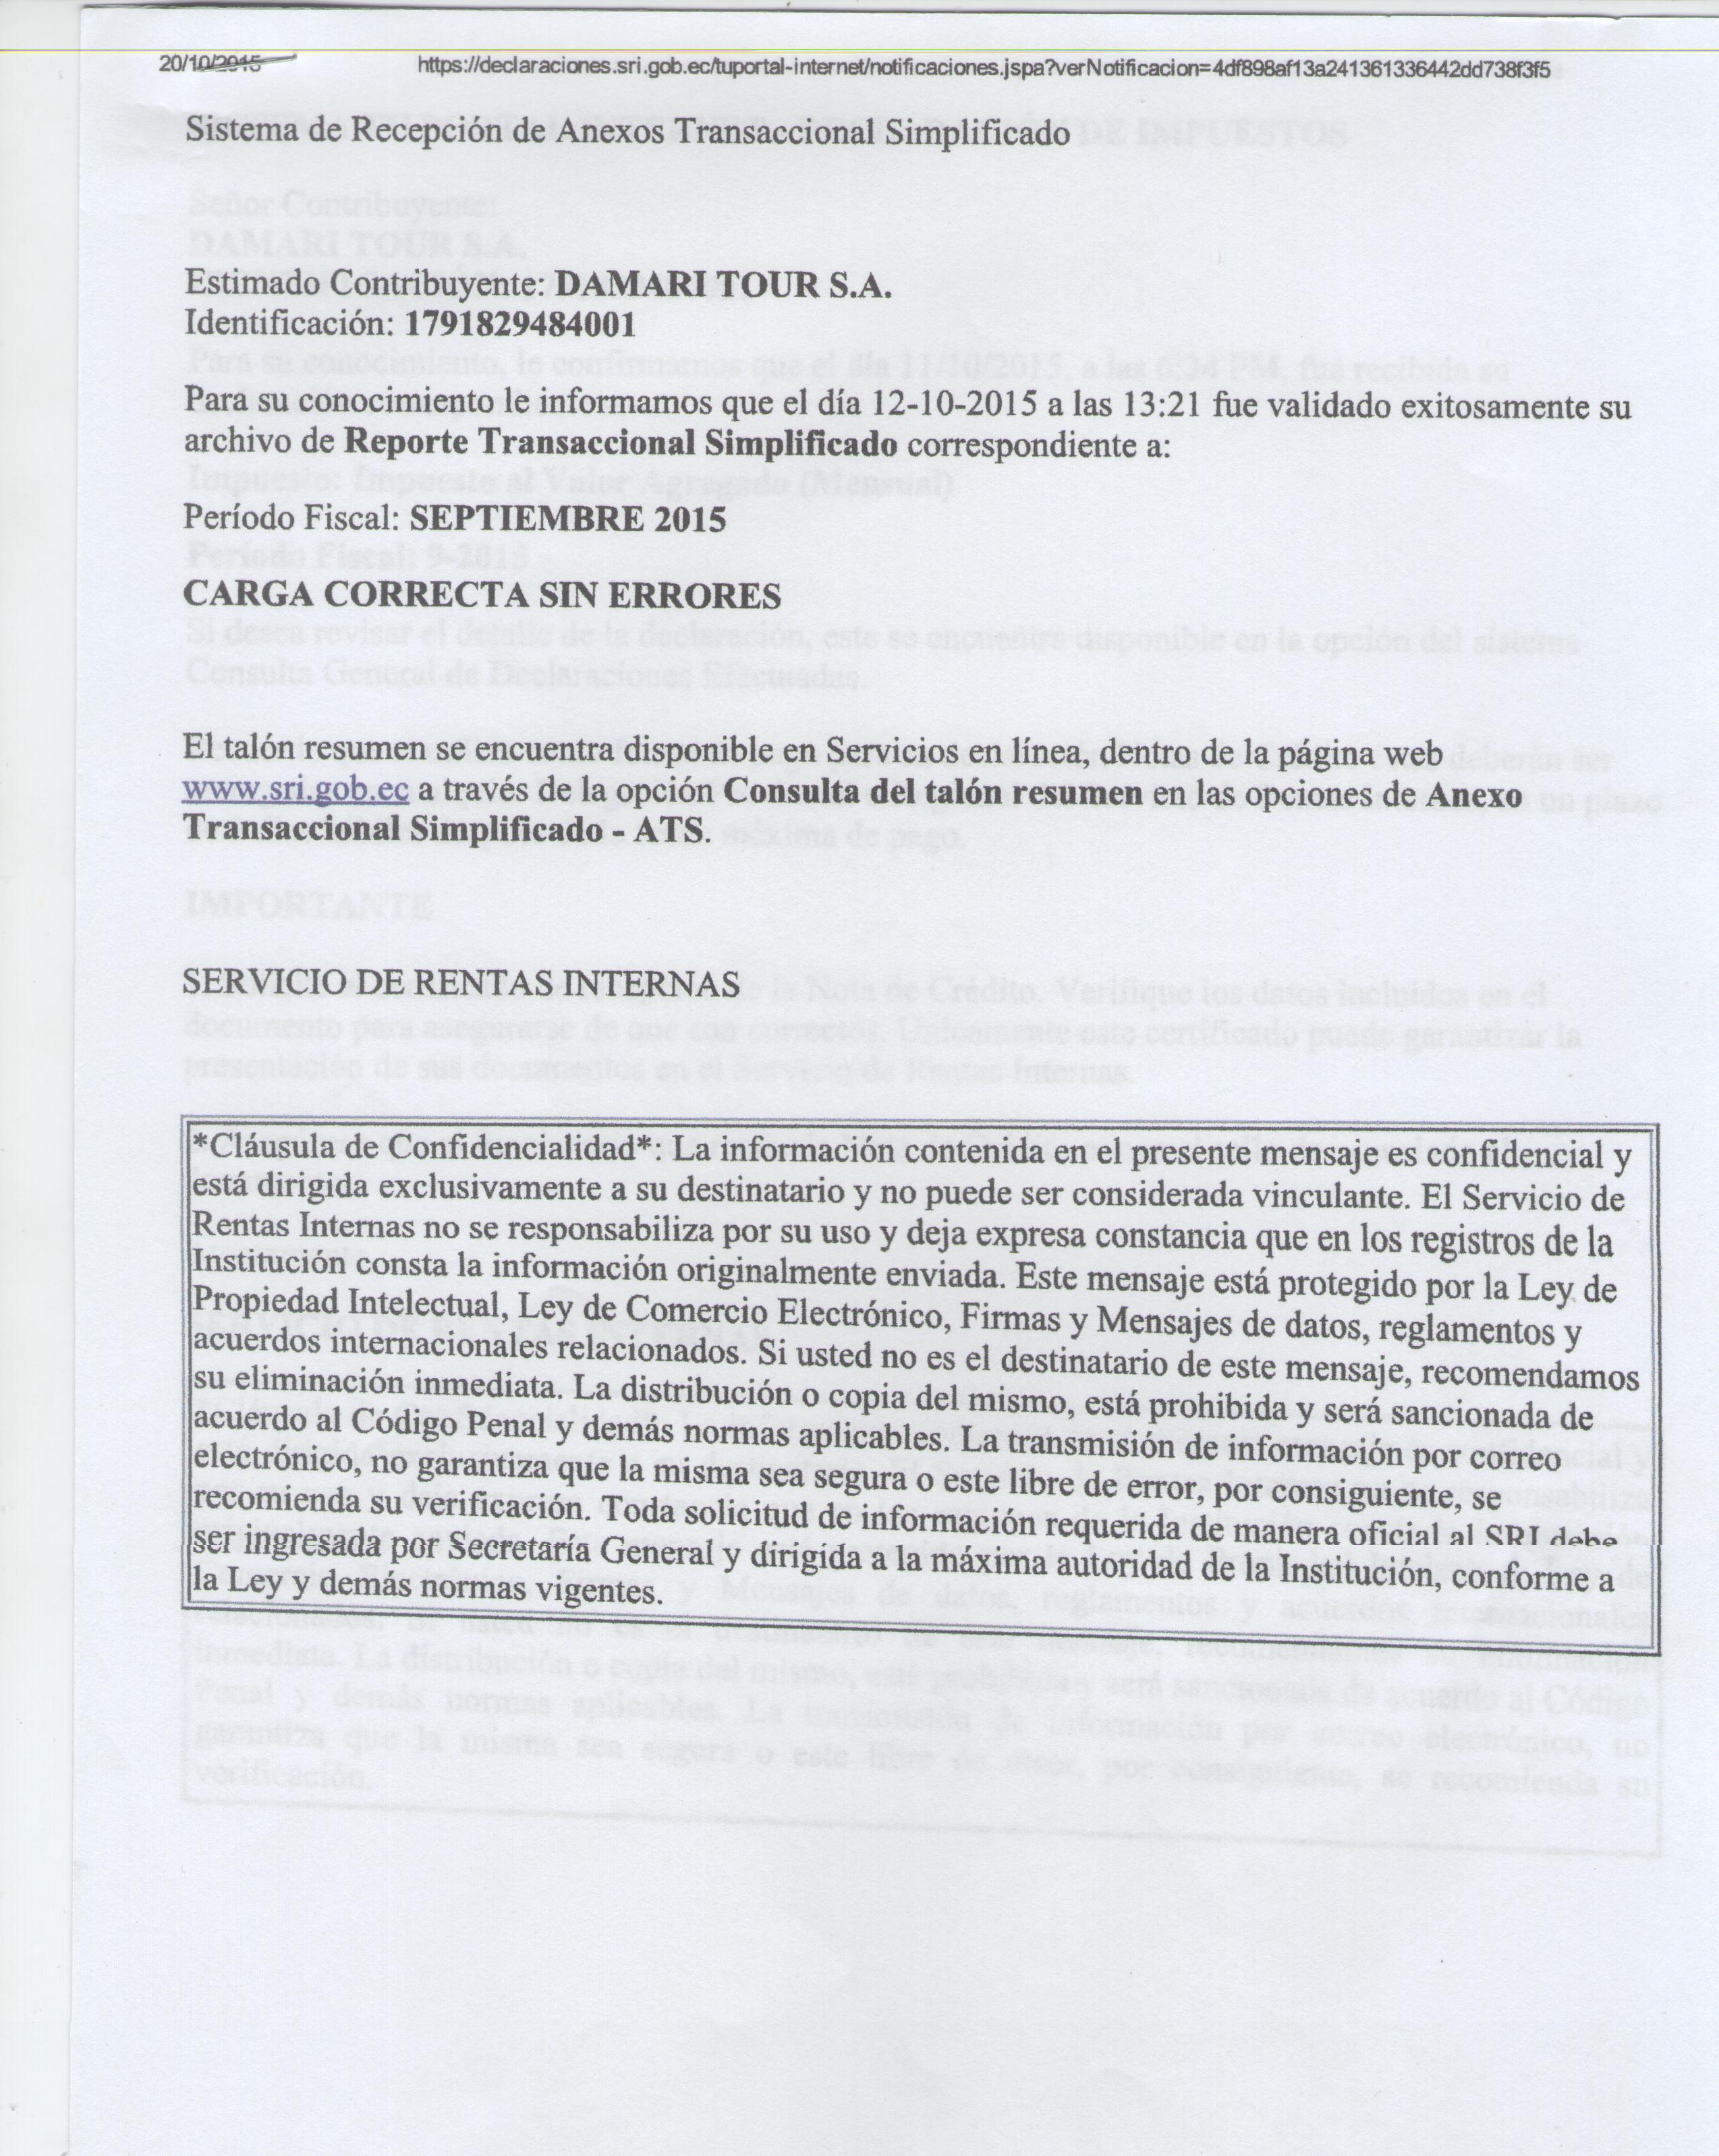 20/10/2015 https://declaraciones.sri.gob.ec/tuportal-internet/notificaciones.jspa?verNotificacion=4df898af13a241361336442dd738f3f5
Sistema de Recepción de Anexos Transaccional Simplificado
Estimado Contribuyente: DAMARI TOUR S.A.
Identificación: 1791829484001
Para su conocimiento le informamos que el día 12-10-2015 a las 13:21 fue validado exitosamente su
archivo de Reporte Transaccional Simplificado correspondiente a:
Período Fiscal: SEPTIEMBRE 2015
CARGA CORRECTA SIN ERRORES
El talón resumen se encuentra disponible en Servicios en línea, dentro de la página web
www.sri.gob.ec a través de la opción Consulta del talón resumen en las opciones de Anexo
Transaccional Simplificado - ATS.
SERVICIO DE RENTAS INTERNAS
*Cláusula de Confidencialidad*: La información contenida en el presente mensaje es confidencial y
está dirigida exclusivamente a su destinatario y no puede ser considerada vinculante. El Servicio de
Rentas Internas no se responsabiliza por su uso y deja expresa constancia que en los registros de la
Institución consta la información originalmente enviada. Este mensaje está protegido por la Ley de
Propiedad Intelectual, Ley de Comercio Electrónico, Firmas y Mensajes de datos, reglamentos y
acuerdos internacionales relacionados. Si usted no es el destinatario de este mensaje, recomendamos
su eliminación inmediata. La distribución o copia del mismo, está prohibida y será sancionada de
acuerdo al Código Penal y demás normas aplicables. La transmisión de información por correo
electrónico, no garantiza que la misma sea segura o este libre de error, por consiguiente, se
recomienda su verificación. Toda solicitud de información requerida de manera oficial al SRI debe
ser ingresada por Secretaría General y dirigida a la máxima autoridad de la Institución, conforme a
la Ley y demás normas vigentes.